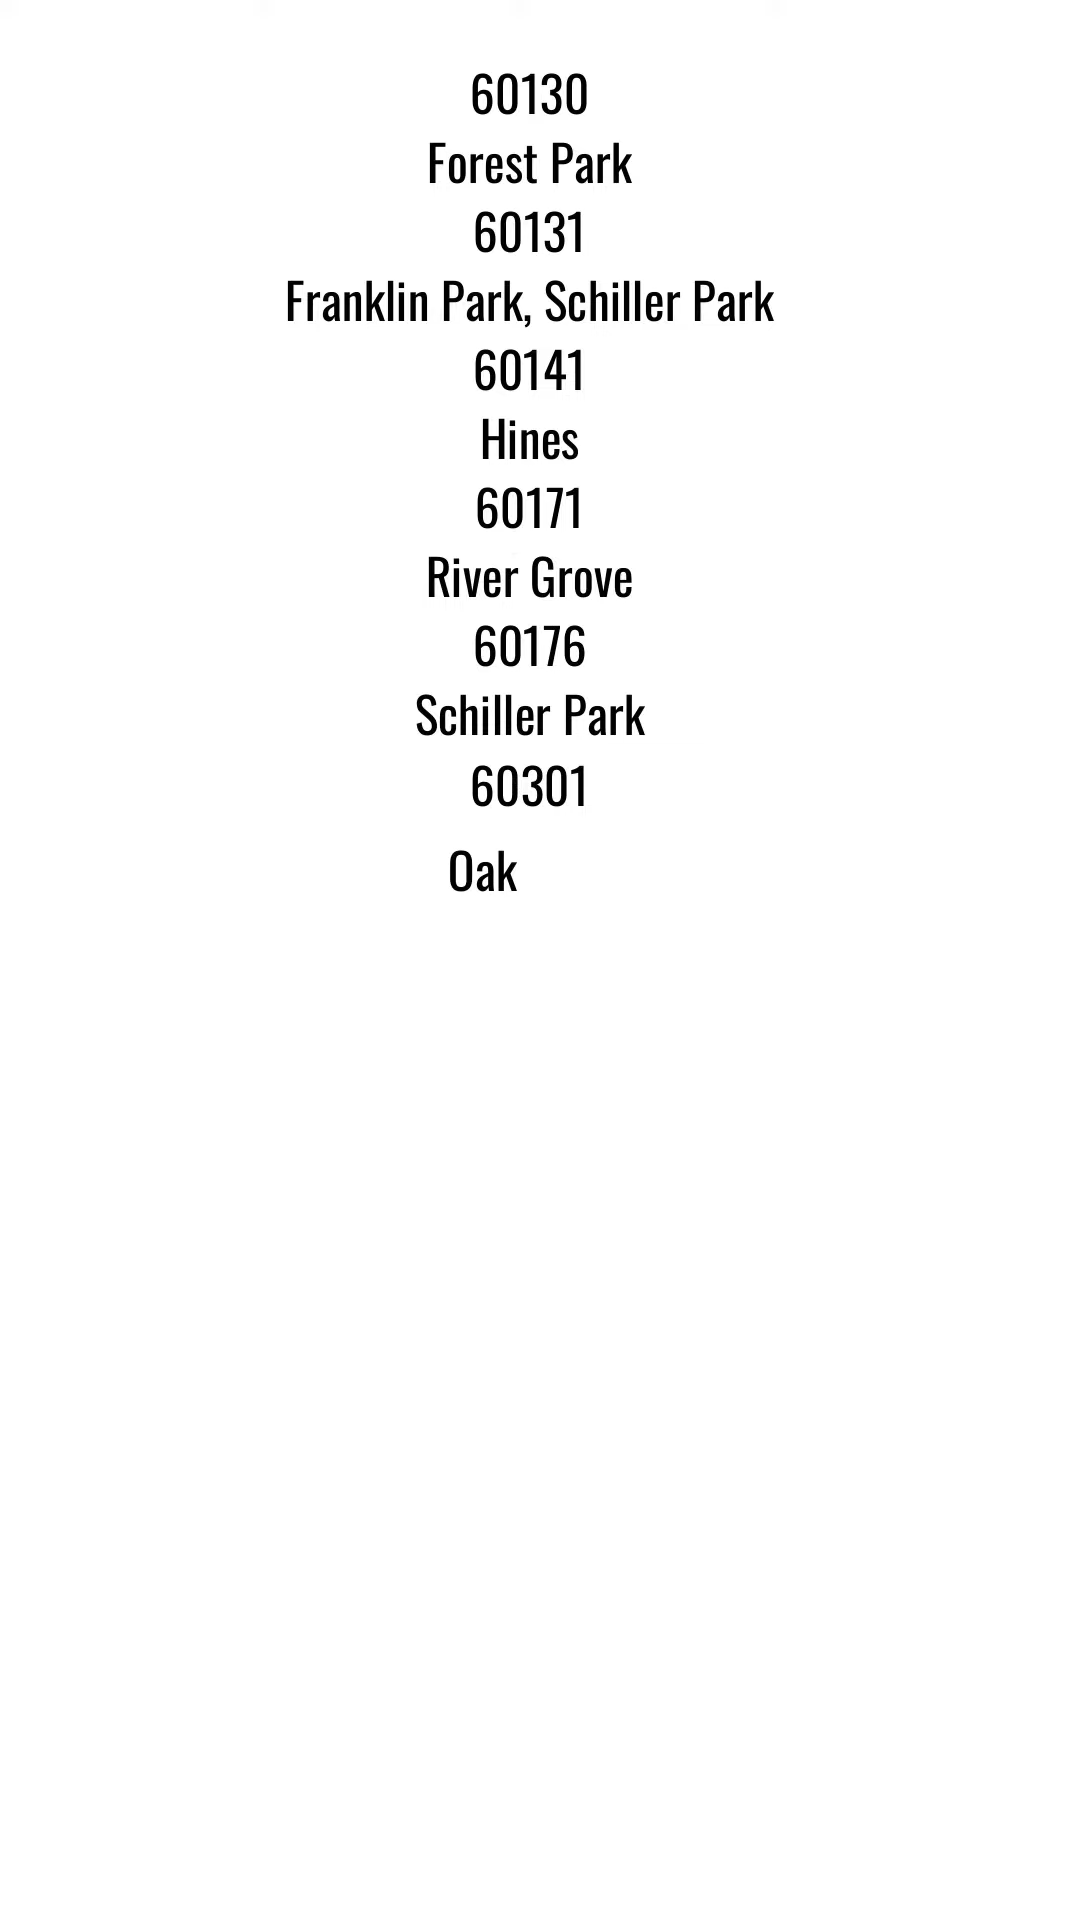 60130
Forest Park
60131
Franklin Park, Schiller Park
60141
Hines
60171
River Grove
60176
Schiller Park
60301
Oak